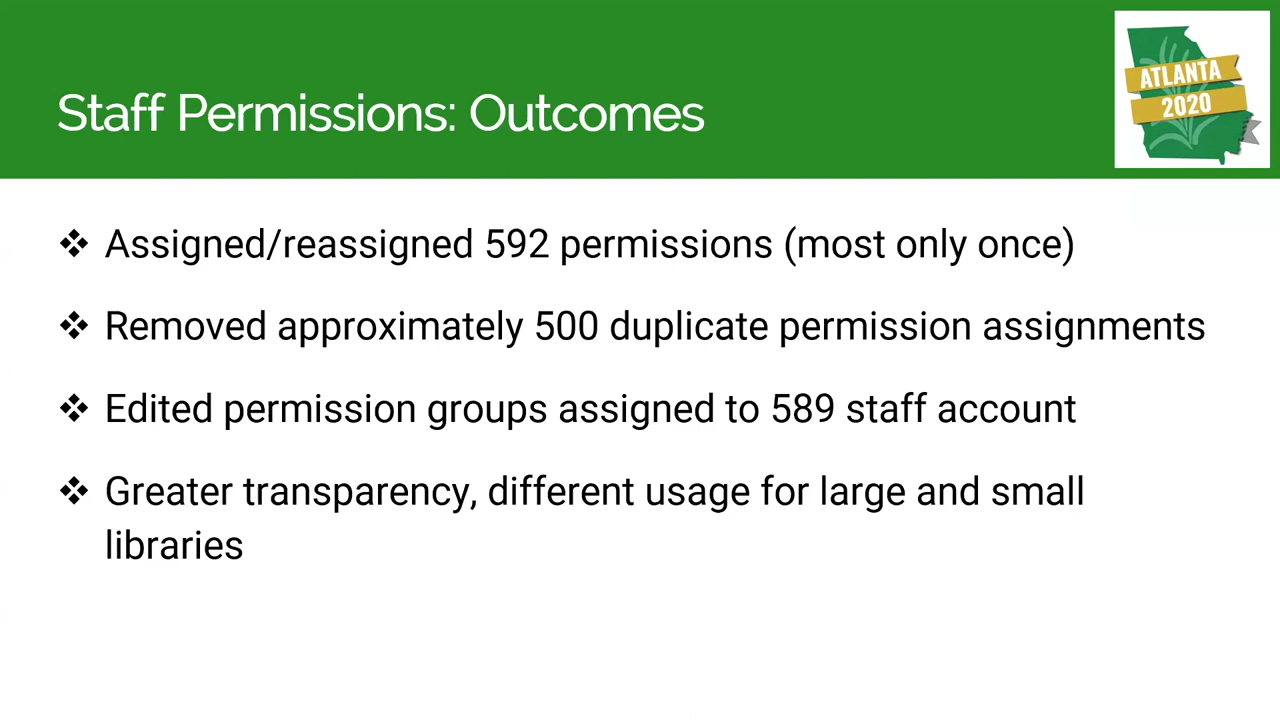 Staff Permissions: Outcomes
ATLANTA
2020
❖ Assigned/reassigned 592 permissions (most only once)
❖ Removed approximately 500 duplicate permission assignments
❖ Edited permission groups assigned to 589 staff account
❖ Greater transparency, different usage for large and small
libraries